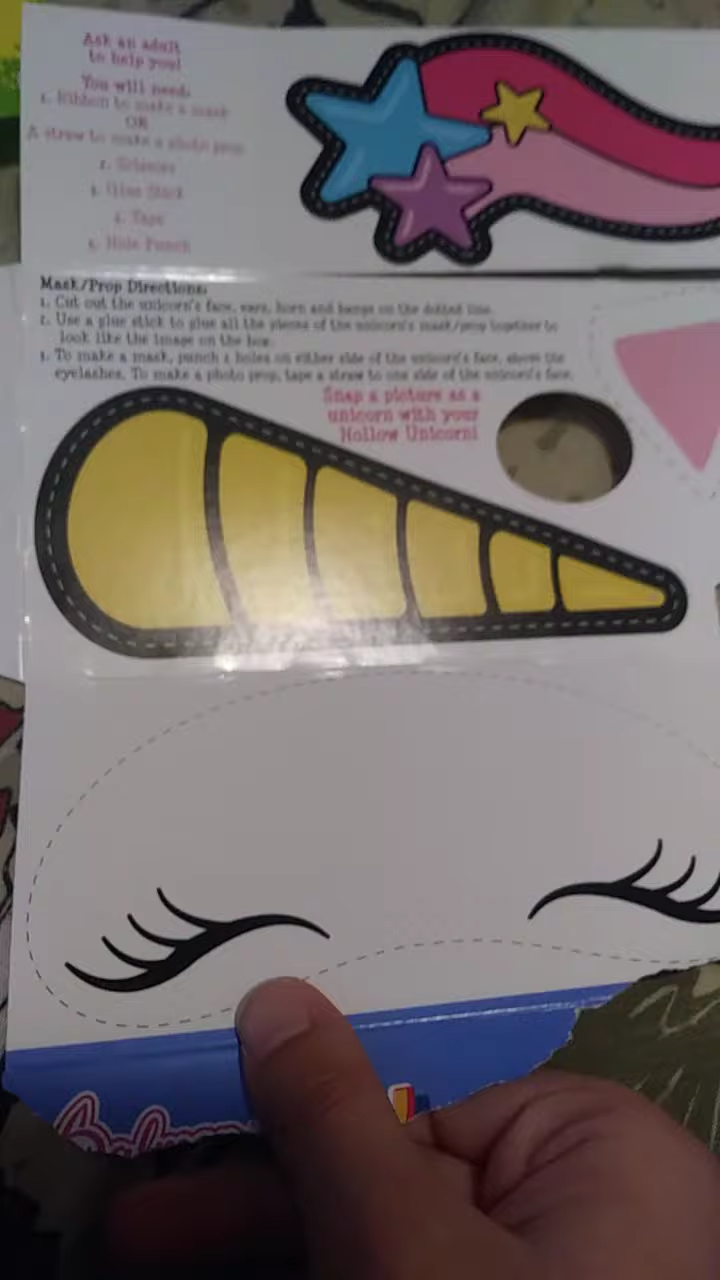 Ask an adult
to help you!
You will need:
1. Ribbon to make a mask
OR
A straw to make a photo prop
2. Scissors
3. Glue Stick
4. Tape
5. Hole Punch
Mask/Prop Directions:
1. Cut out the unicorn's face, ears, horn and bangs on the dotted line.
2. Use a glue stick to glue all the pieces of the unicorn's mask/prop together to
look like the image on the box.
3. To make a mask, punch 2 holes on either side of the unicorn's face, above the
eyelashes. To make a photo prop, tape a straw to one side of the unicorn's face.
Snap a picture as a
unicorn with your
Hollow Unicorn!